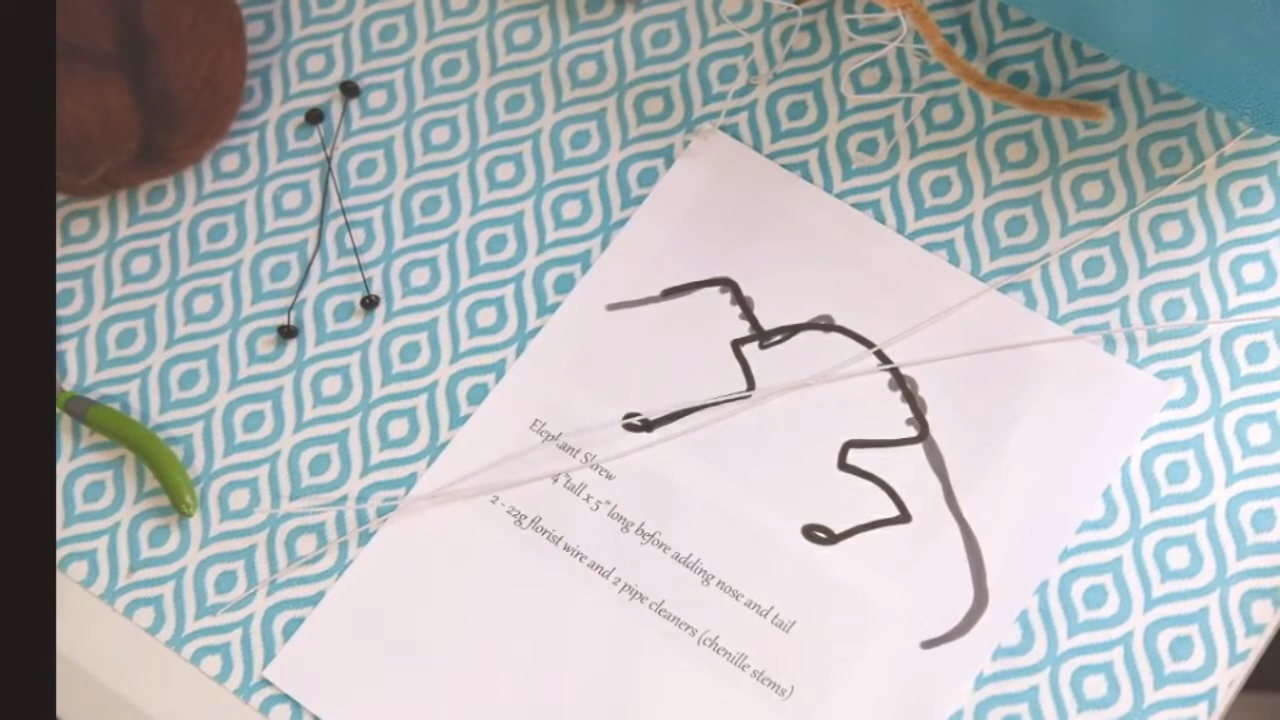 Elephant Shrew
4"tall x 5" long before adding nose and tail
2 - 22g florist wire and 2 pipe cleaners (chenille stems)